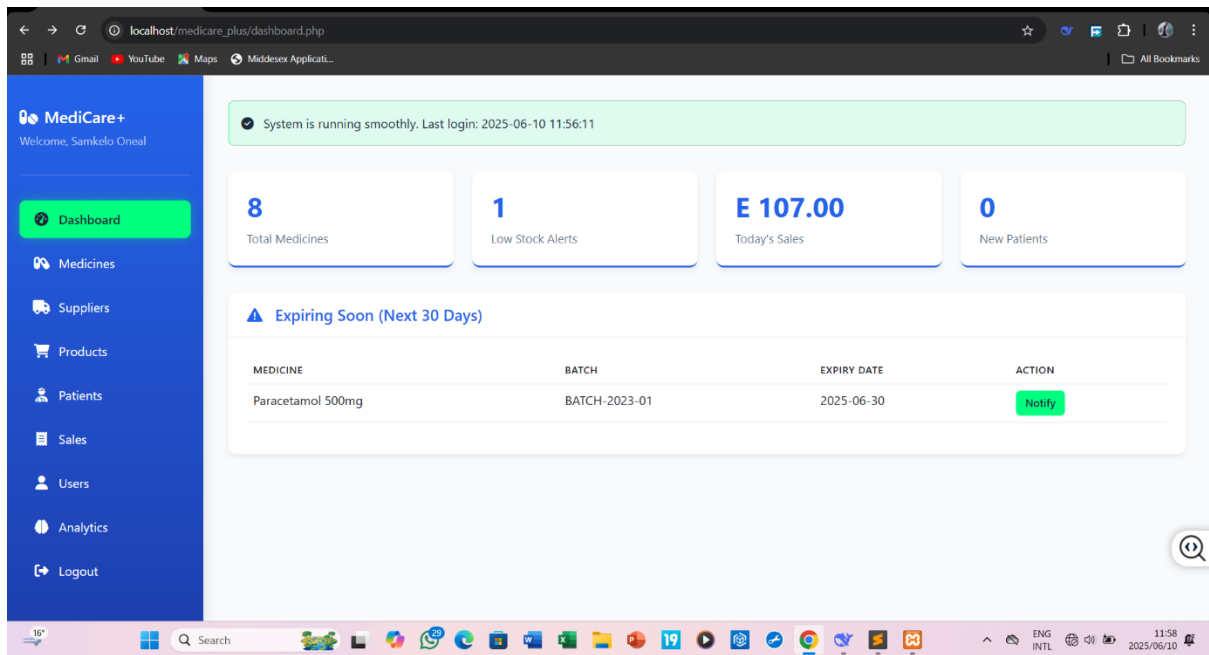 localhost/medicare_plus/dashboard.php
Gmail YouTube Maps Middesex Applicati... All Bookmarks
MediCare+
Welcome, Samkelo Oneal
Dashboard
Medicines
Suppliers
Products
Patients
Sales
Users
Analytics
Logout
System is running smoothly. Last login: 2025-06-10 11:56:11
8 1 E 107.00 0
Total Medicines Low Stock Alerts Today's Sales New Patients
Expiring Soon (Next 30 Days)
MEDICINE BATCH EXPIRY DATE ACTION
Paracetamol 500mg BATCH-2023-01 2025-06-30 Notify
16° Search 29 19 ENG 11:58
INTL 2025/06/10